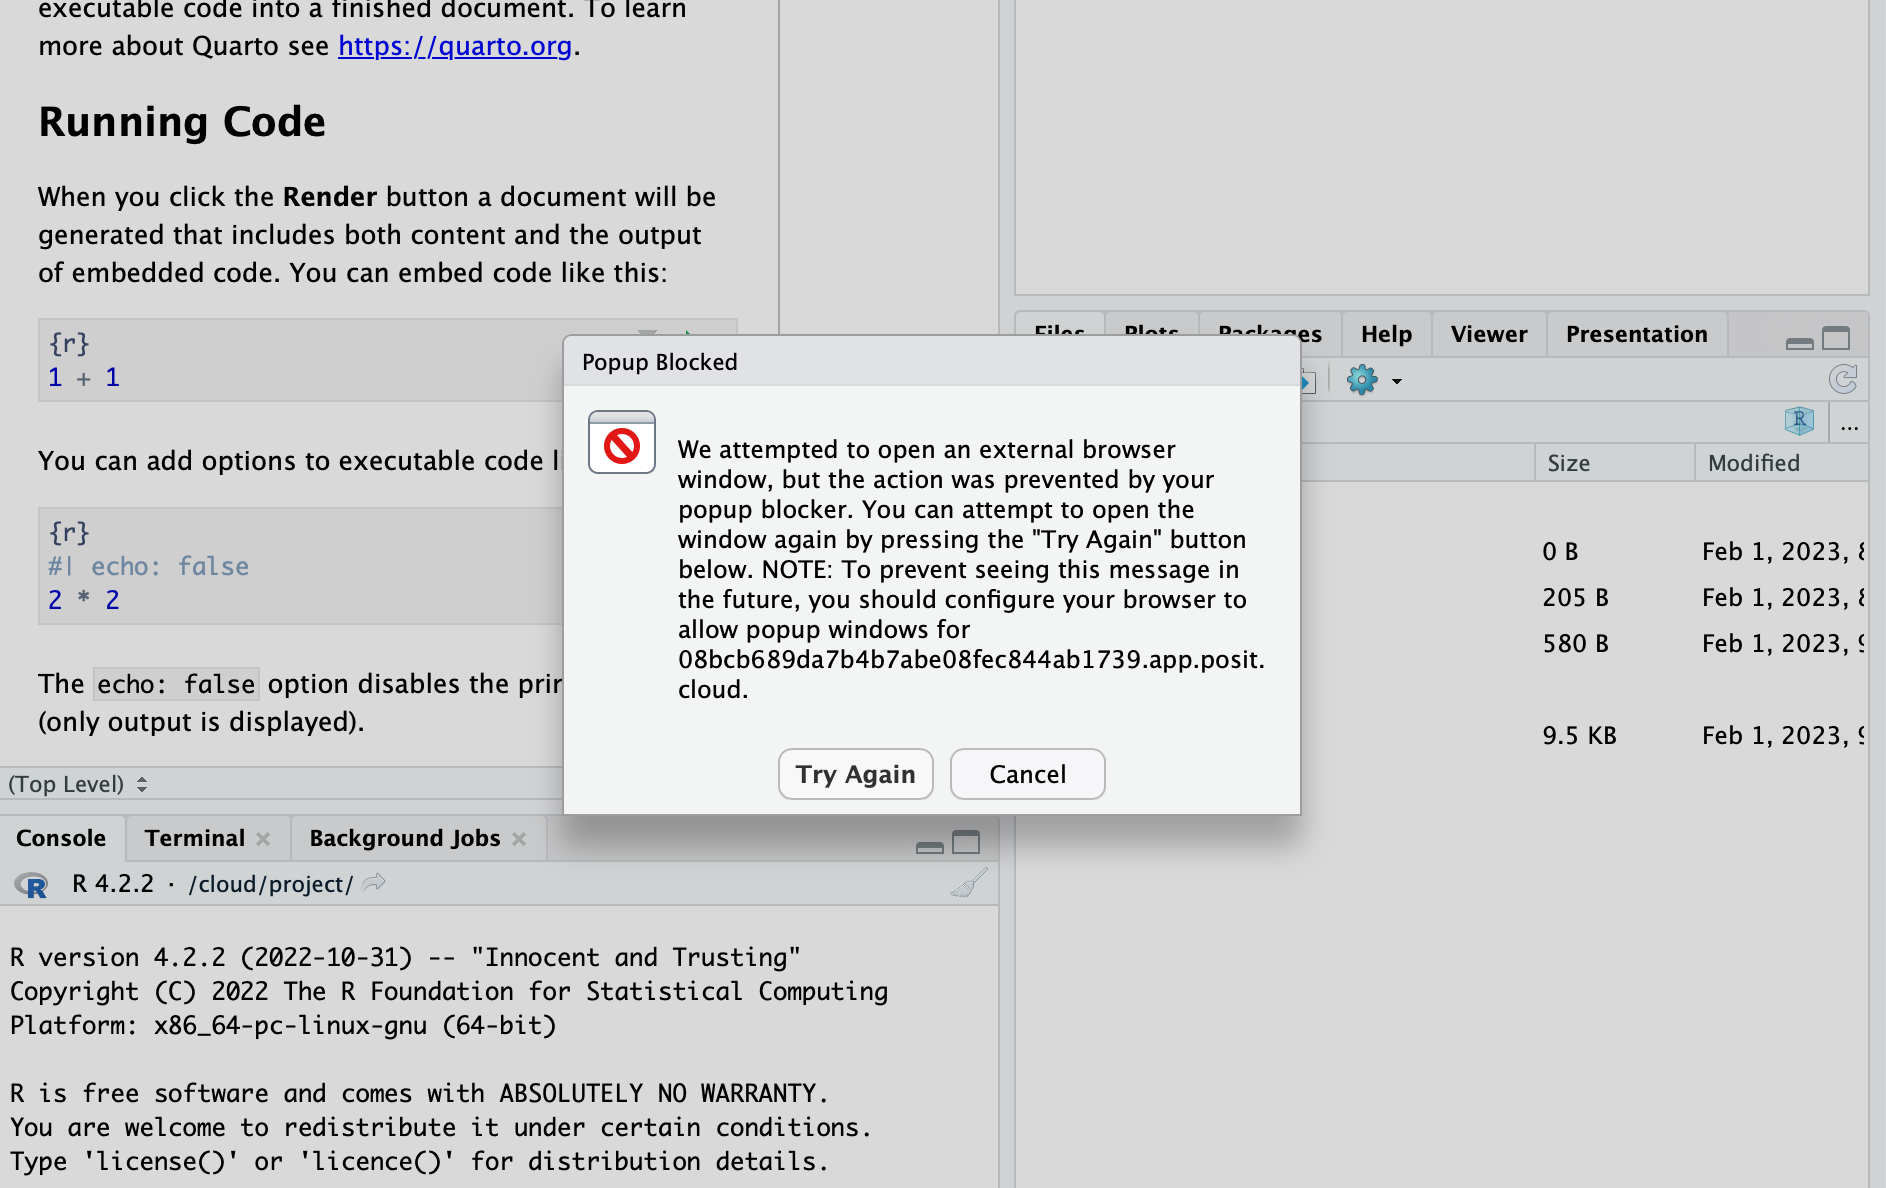 executable code into a finished document. To learn
more about Quarto see https://quarto.org.
Running Code
When you click the Render button a document will be
generated that includes both content and the output
of embedded code. You can embed code like this:
{r}
1 + 1
You can add options to executable code
{r}
#| echo: false
2 * 2
The echo: false option disables the
(only output is displayed).
(Top Level)
Console
Terminal
Background Jobs
R 4.2.2 · /cloud/project/
R version 4.2.2 (2022-10-31) -- "Innocent and Trusting"
Copyright (C) 2022 The R Foundation for Statistical Computing
Platform: x86_64-pc-linux-gnu (64-bit)
R is free software and comes with ABSOLUTELY NO WARRANTY.
You are welcome to redistribute it under certain conditions.
Type 'license()' or 'licence()' for distribution details.
Popup Blocked
We attempted to open an external browser
window, but the action was prevented by your
popup blocker. You can attempt to open the
window again by pressing the "Try Again" button
below. NOTE: To prevent seeing this message in
the future, you should configure your browser to
allow popup windows for
08bcb689da7b4b7abe08fec844ab1739.app.posit.
cloud.
Try Again
Cancel
Files
Plots
Packages
Help
Viewer
Presentation
...
Size
Modified
0 B
Feb 1, 2023,
205 B
Feb 1, 2023,
580 B
Feb 1, 2023,
9.5 KB
Feb 1, 2023,